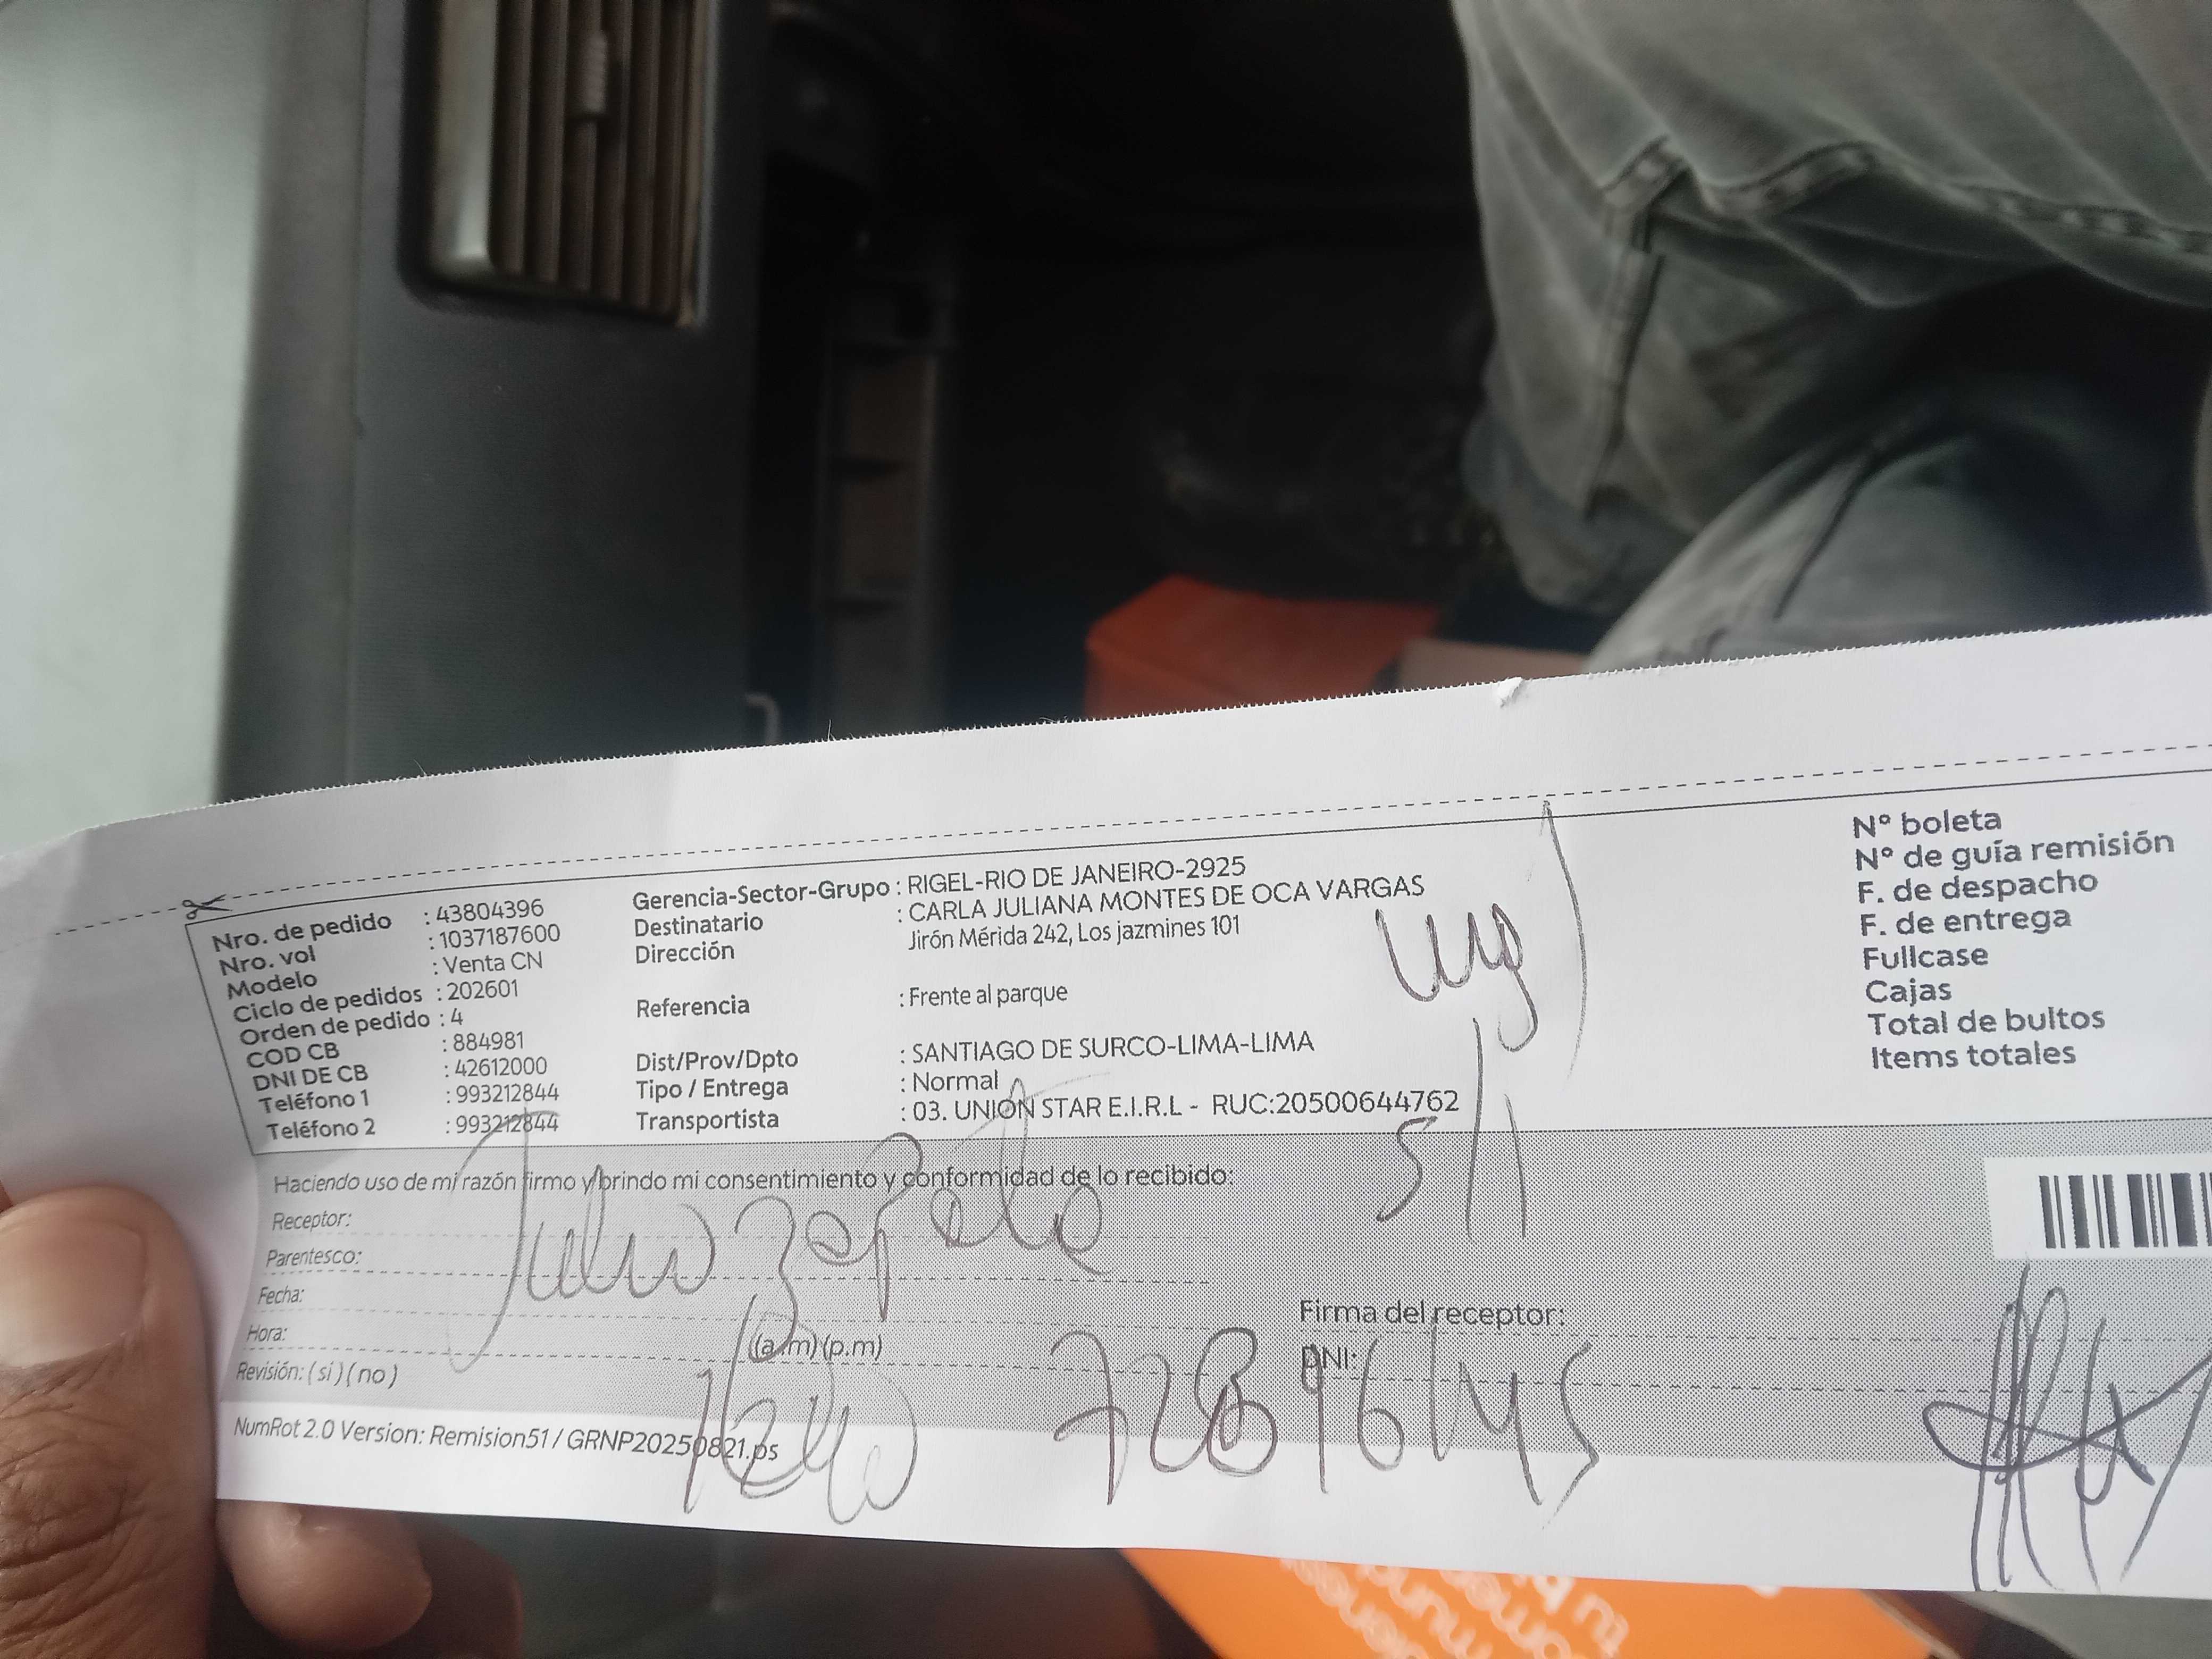 Nro. de pedido : 43804396
Nro. vol : 1037187600
Modelo : Venta CN
Ciclo de pedidos : 202601
Orden de pedido : 4
COD CB : 884981
DNI DE CB : 42612000
Teléfono 1 : 993212844
Teléfono 2 : 993212844
Gerencia-Sector-Grupo : RIGEL-RIO DE JANEIRO-2925
Destinatario : CARLA JULIANA MONTES DE OCA VARGAS
Dirección Jirón Mérida 242, Los jazmines 101
Referencia : Frente al parque
Dist/Prov/Dpto : SANTIAGO DE SURCO-LIMA-LIMA
Tipo / Entrega : Normal
Transportista : 03. UNION STAR E.I.R.L - RUC:20500644762
Nº boleta
Nº de guía remisión
F. de despacho
F. de entrega
Fullcase
Cajas
Total de bultos
Items totales
Haciendo uso de mi razón firmo y brindo mi consentimiento y conformidad de lo recibido:
Receptor:
Julio Zapata
Parentesco:
Fecha:
Hora: (a.m) (p.m)
Revisión: ( si ) ( no )
Firma del receptor:
DNI:
NumRot 2.0 Version: Remision51 / GRNP20250821.ps